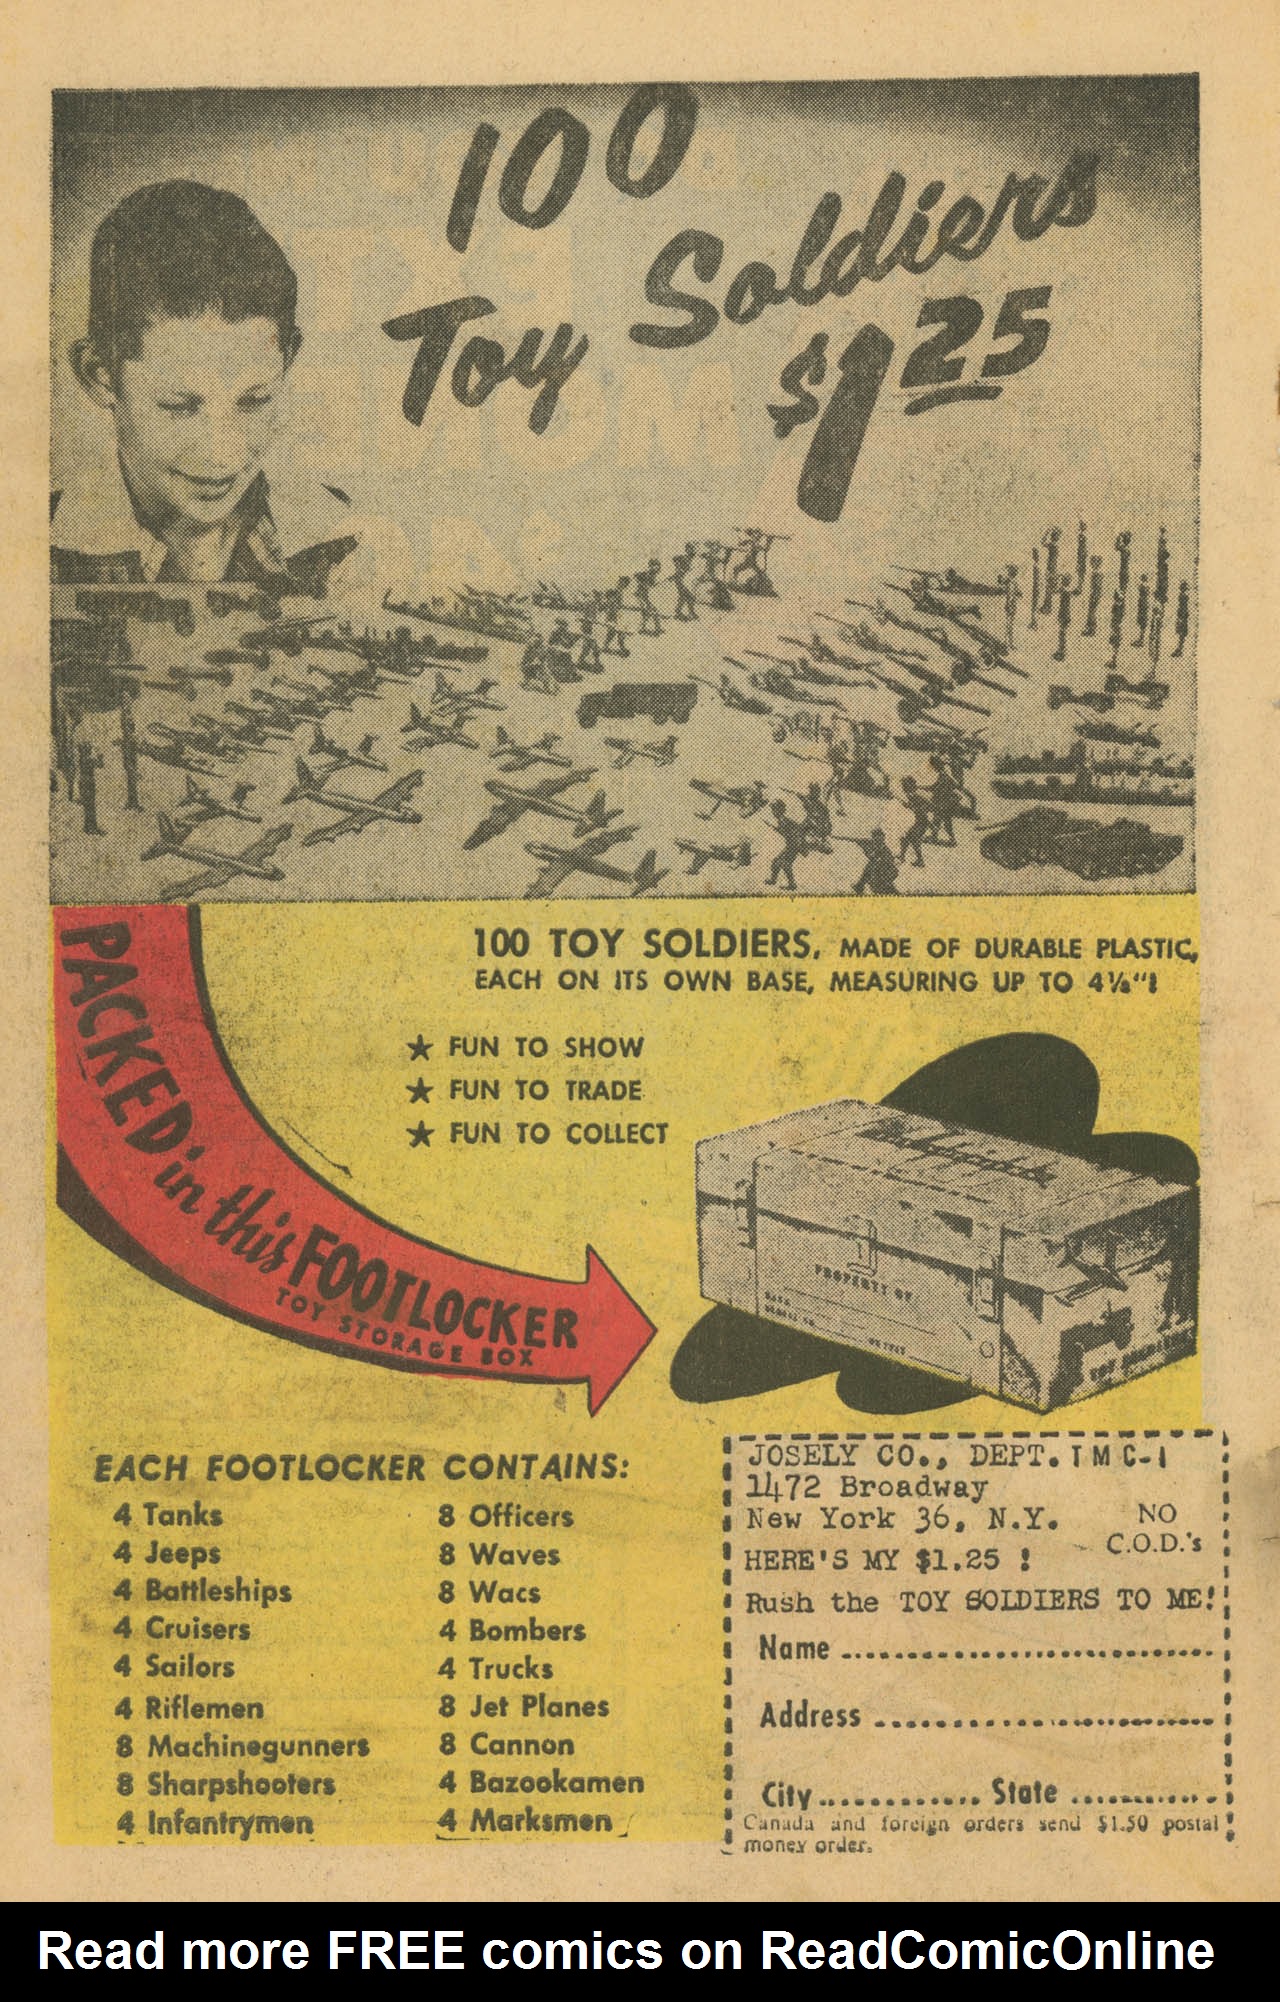 100
Toy Soldiers
$1.25
100 TOY SOLDIERS, MADE OF DURABLE PLASTIC,
EACH ON ITS OWN BASE, MEASURING UP TO 4⅛"!
★ FUN TO SHOW
★ FUN TO TRADE
★ FUN TO COLLECT
PACKED in this FOOTLOCKER
TOY STORAGE BOX
PROPERTY OF
EACH FOOTLOCKER CONTAINS:
4 Tanks
4 Jeeps
4 Battleships
4 Cruisers
4 Sailors
4 Riflemen
8 Machinegunners
8 Sharpshooters
4 Infantrymen
8 Officers
8 Waves
8 Wacs
4 Bombers
4 Trucks
8 Jet Planes
8 Cannon
4 Bazookamen
4 Marksmen
JOSELY CO., DEPT. TMC-1
1472 Broadway
New York 36, N.Y.
NO
C.O.D.'s
HERE'S MY $1.25 !
Rush the TOY SOLDIERS TO ME!
Name
Address
City State
Canada and foreign orders send $1.50 postal
money order.
Read more FREE comics on ReadComicOnline